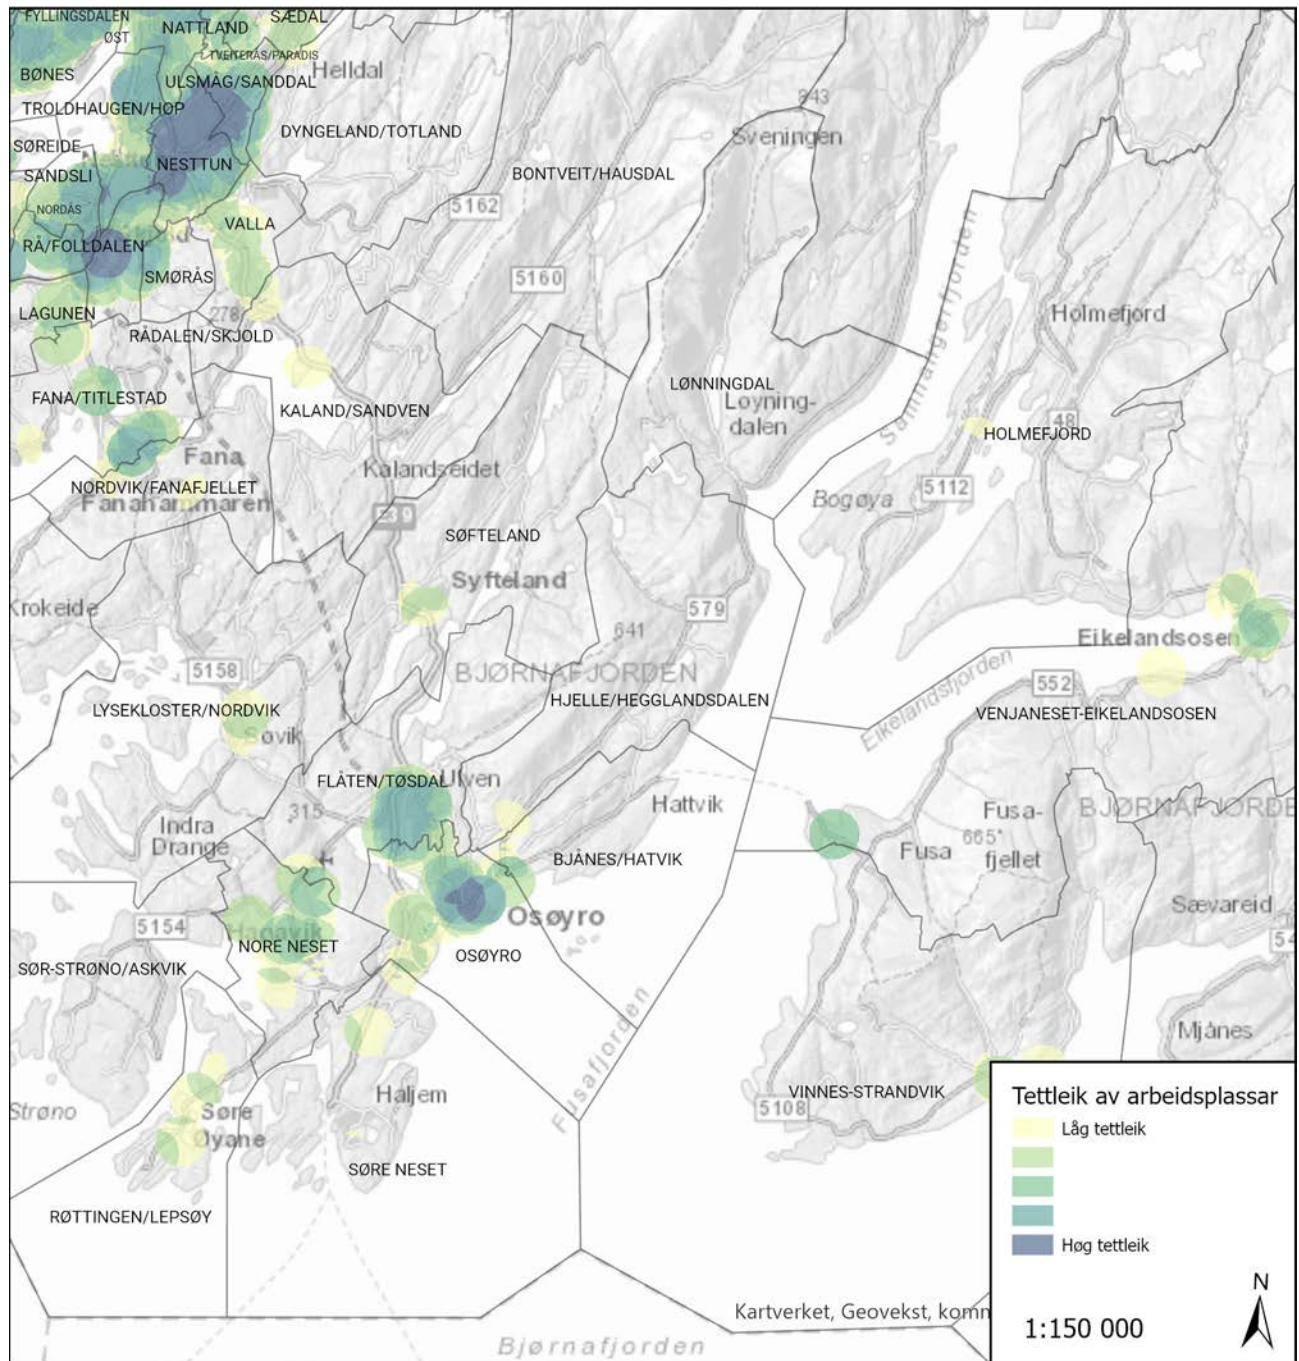 FYLLINGSDALEN
ØST
NATTLAND
SÆDAL
TVEITERÅS/PARADIS
Helldal
BØNES
ULSMÅG/SANDDAL
TROLDHAUGEN/HOP
DYNGELAND/TOTLAND
843
Sveningen
SØREIDE
SANDSLI
NESTTUN
BONTVEIT/HAUSDAL
5162
NORDÅS
VALLA
RÅ/FOLLDALEN
SMØRÅS
5160
Samnangerfjorden
LAGUNEN
278
RÅDALEN/SKJOLD
Holmefjord
FANA/TITLESTAD
KALAND/SANDVEN
LØNNINGDAL
Løyning-
dalen
48
HOLMEFJORD
Fana
Kalandseidet
NORDVIK/FANAFJELLET
Fanahammaren
Bogøya
5112
E39
SØFTELAND
Syfteland
Krokeide
579
641
Eikelandsosen
5158
BJØRNAFJORDEN
Eikelandsfjorden
552
HJELLE/HEGGLANDSDALEN
LYSEKLOSTER/NORDVIK
Søvik
VENJANESET-EIKELANDSOSEN
FLÅTEN/TØSDAL
Ulven
Hattvik
315
Indra
Drange
Fusa-
fjellet
665
BJØRNAFJORDE
Fusa
BJÅNES/HATVIK
Sævareid
5154
Osøyro
Hagavik
NORE NESET
OSØYRO
54
SØR-STRØNO/ASKVIK
Fusafjorden
Mjånes
Strøno
Søre
Øyane
Haljem
VINNES-STRANDVIK
5108
SØRE NESET
RØTTINGEN/LEPSØY
Tettleik av arbeidsplassar
Låg tettleik
Høg tettleik
N
1:150 000
Kartverket, Geovekst, komm
Bjørnafjorden